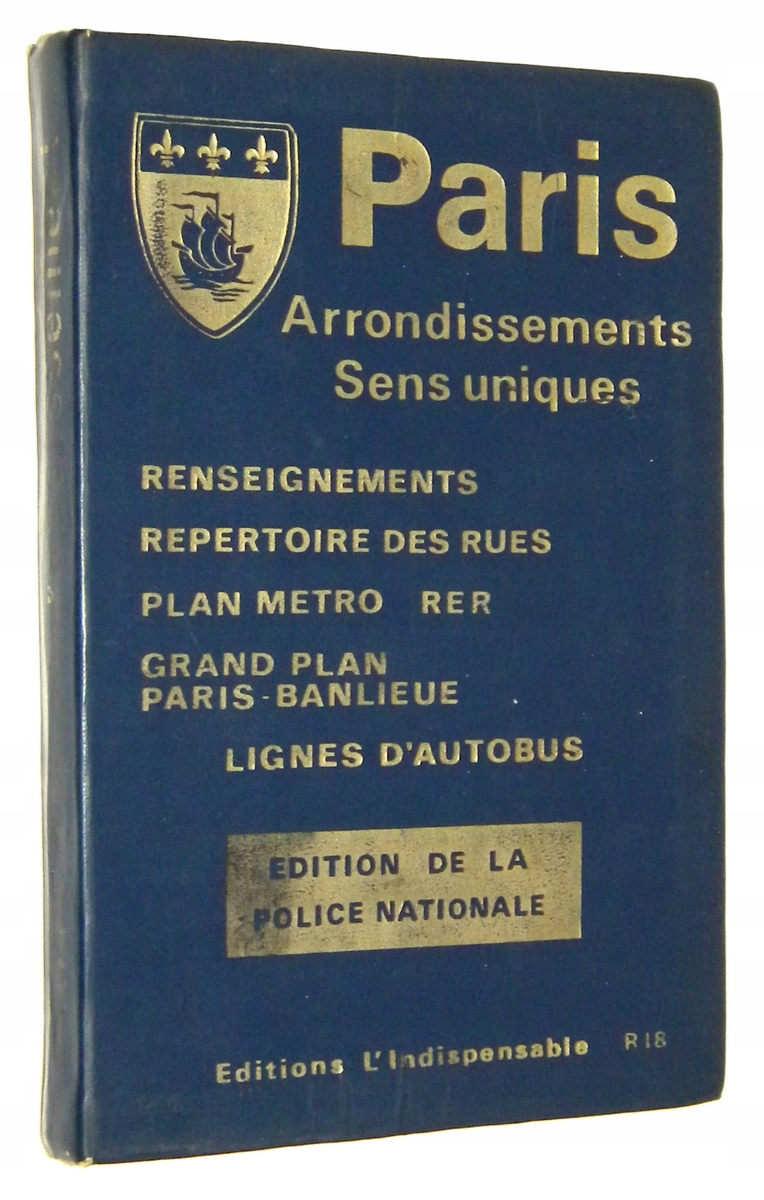 Paris
Arrondissements
Sens uniques
RENSEIGNEMENTS
REPERTOIRE DES RUES
PLAN METRO RER
GRAND PLAN
PARIS-BANLIEUE
LIGNES D'AUTOBUS
EDITION DE LA
POLICE NATIONALE
Editions L'Indispensable R18